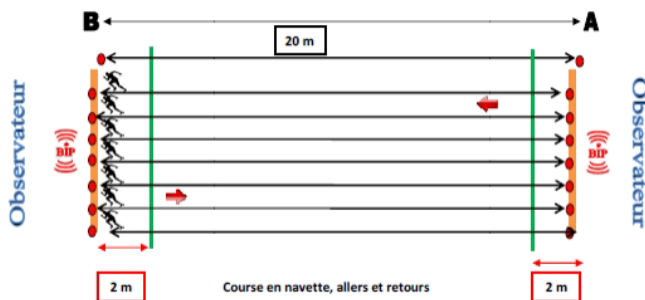 B A
20 m
Observateur
BIP
BIP
Observateur
2 m Course en navette, allers et retours 2 m